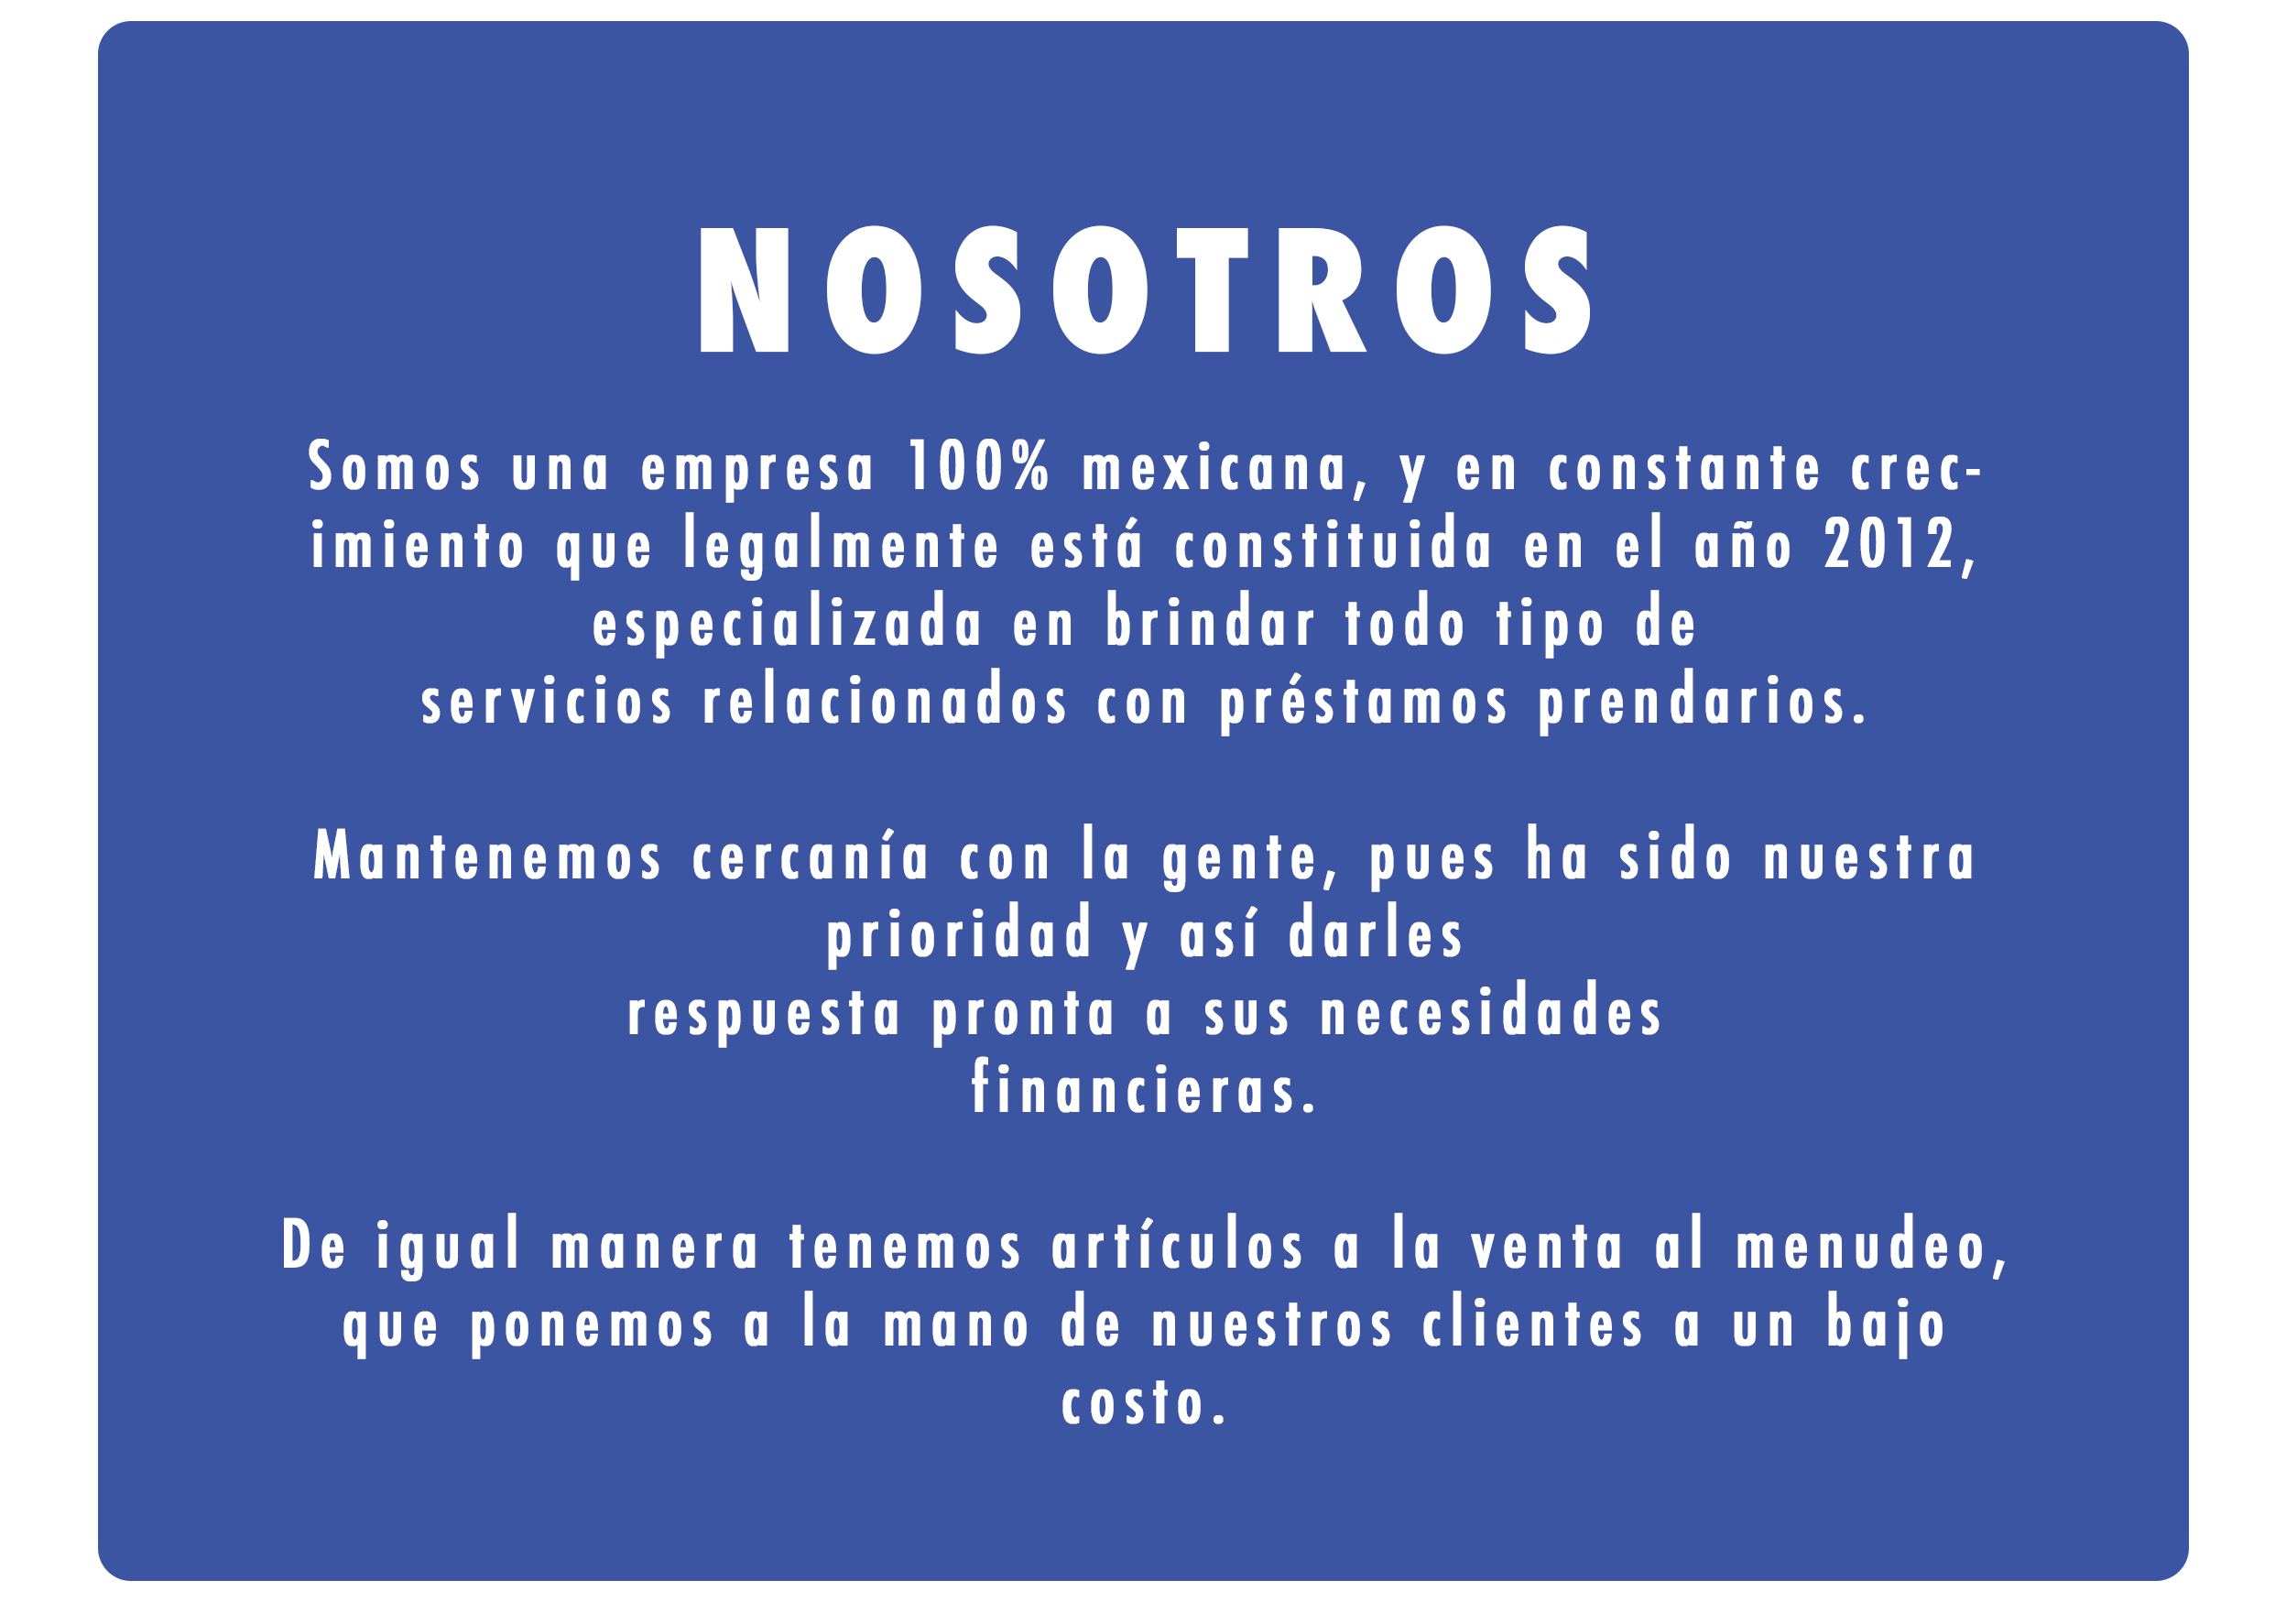 NOSOTROS
Somos una empresa 100% mexicana, y en constante crec-
imiento que legalmente está constituida en el año 2012,
especializada en brindar todo tipo de
servicios relacionados con préstamos prendarios.
Mantenemos cercanía con la gente, pues ha sido nuestra
prioridad y así darles
respuesta pronta a sus necesidades
financieras.
De igual manera tenemos artículos a la venta al menudeo,
que ponemos a la mano de nuestros clientes a un bajo
costo.